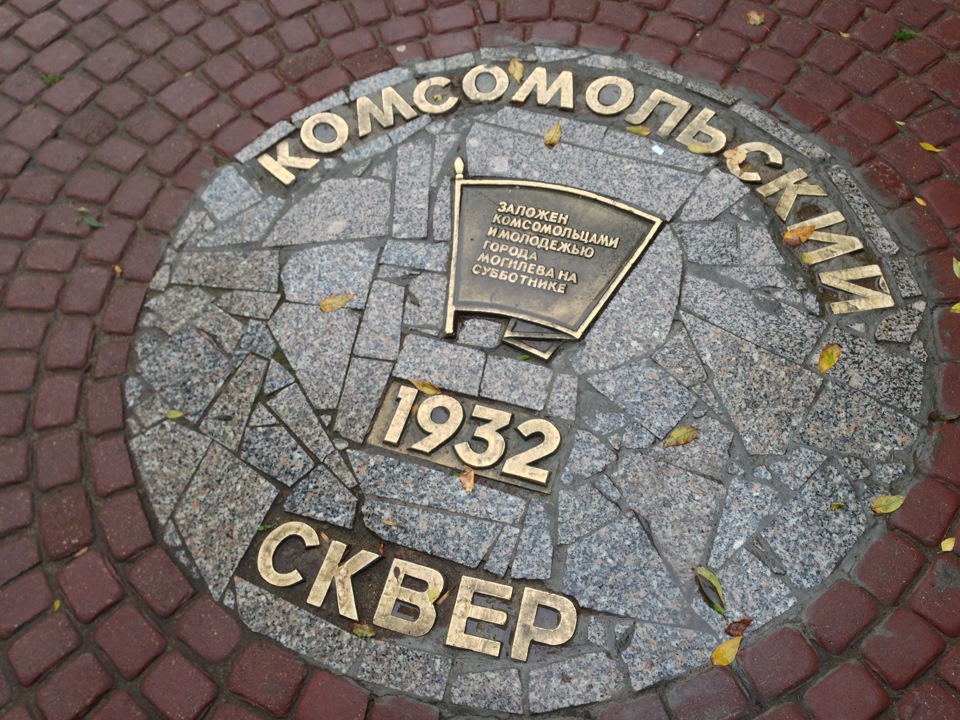 КОМСОМОЛЬСКИЙ
ЗАЛОЖЕН
КОМСОМОЛЬЦАМИ
И МОЛОДЕЖЬЮ
ГОРОДА
МОГИЛЕВА НА
СУББОТНИКЕ
1932
СКВЕР